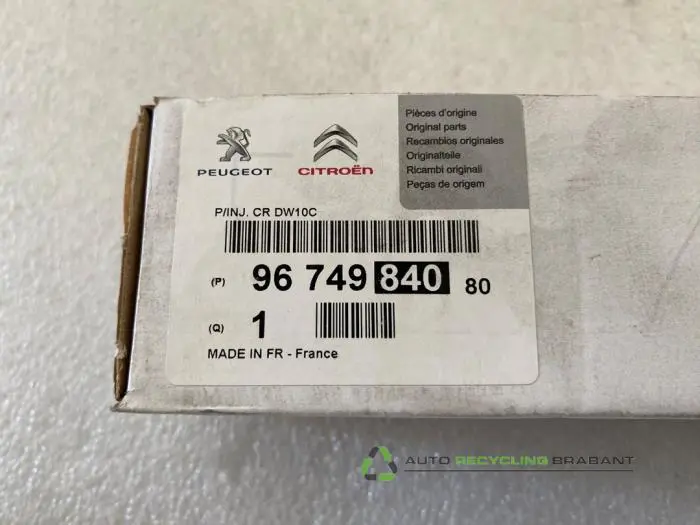 PEUGEOT
CITROËN
Pièces d'origine
Original parts
Recambios originales
Originalteile
Ricambi originali
Peças de origem
P/INJ. CR DW10C
(P) 96 749 840 80
(Q) 1
MADE IN FR - France
AUTO RECYCLING BRABANT